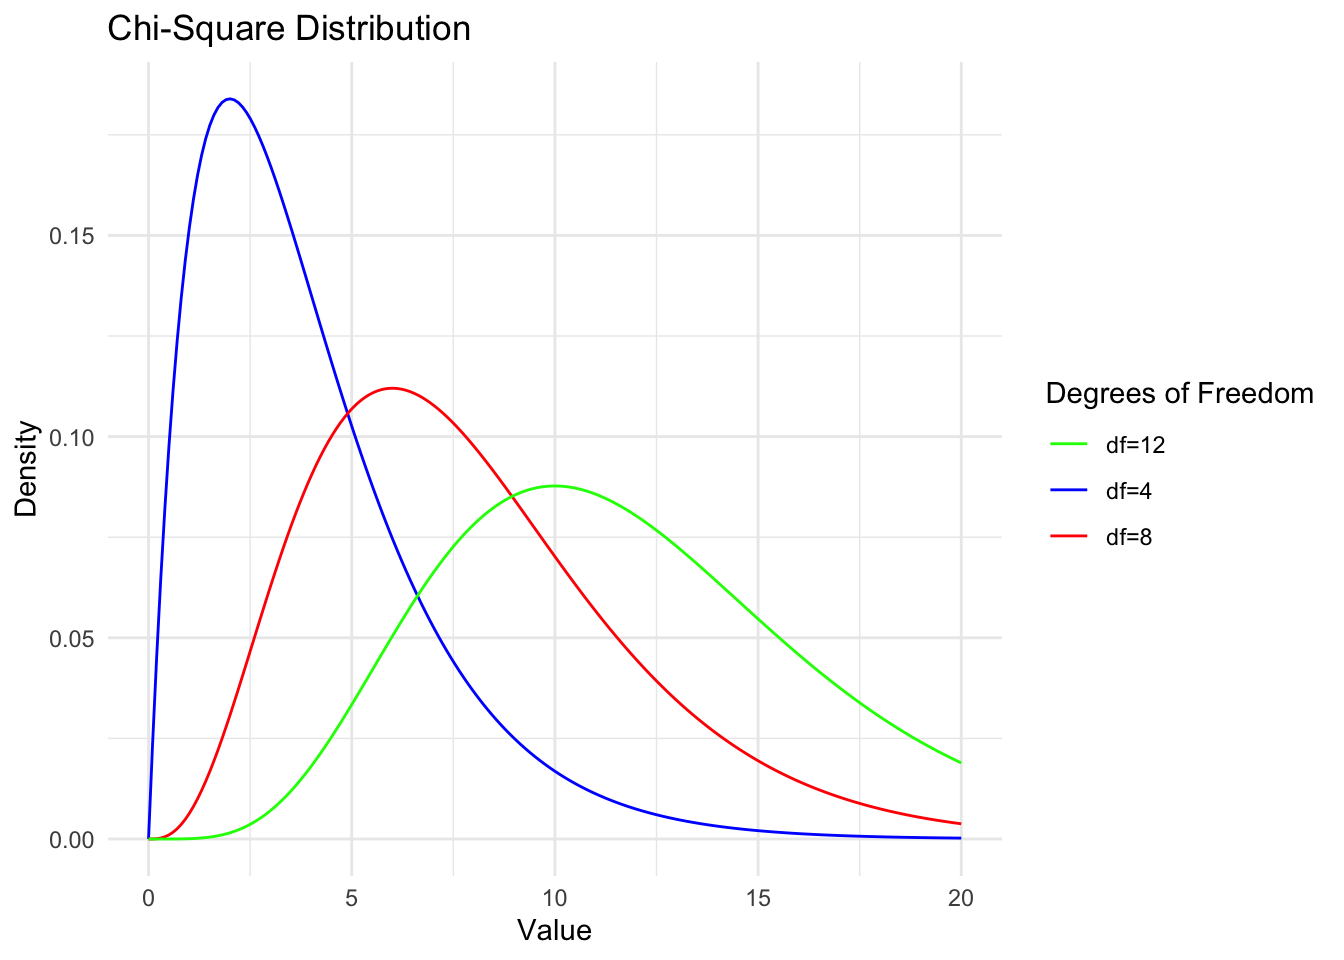 Chi-Square Distribution
0.15
0.10
0.05
0.00
Density
0 5 10 15 20
Value
Degrees of Freedom
df=12
df=4
df=8